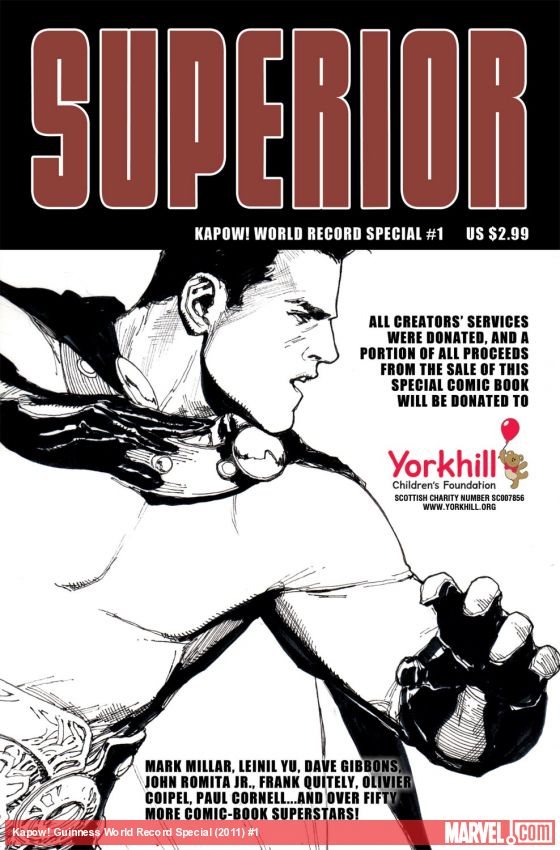 SUPERIOR
KAPOW! WORLD RECORD SPECIAL #1 US $2.99
ALL CREATORS' SERVICES
WERE DONATED, AND A
PORTION OF ALL PROCEEDS
FROM THE SALE OF THIS
SPECIAL COMIC BOOK
WILL BE DONATED TO
Yorkhill
Children's Foundation
SCOTTISH CHARITY NUMBER SC007856
WWW.YORKHILL.ORG
MARK MILLAR, LEINIL YU, DAVE GIBBONS,
JOHN ROMITA JR., FRANK QUITELY, OLIVIER
COIPEL, PAUL CORNELL...AND OVER FIFTY
MORE COMIC-BOOK SUPERSTARS!
Kapow! Guinness World Record Special (2011) #1
MARVEL.com